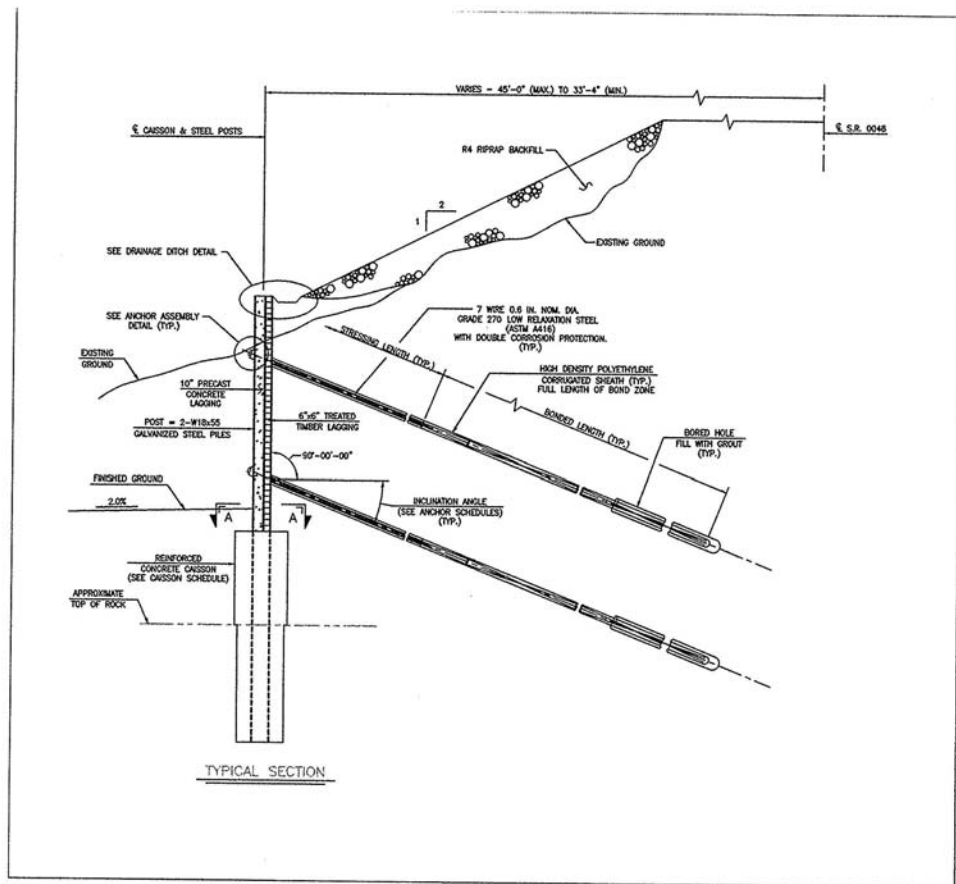 VARIES - 45'-0" (MAX.) TO 33'-4" (MIN.)
℄ CAISSON & STEEL POSTS
℄ S.R. 0048
R4 RIPRAP BACKFILL
2
1
EXISTING GROUND
SEE DRAINAGE DITCH DETAIL
7 WIRE 0.6 IN. NOM. DIA.
GRADE 270 LOW RELAXATION STEEL
(ASTM A416)
WITH DOUBLE CORROSION PROTECTION.
(TYP.)
SEE ANCHOR ASSEMBLY
DETAIL (TYP.)
STRESSING LENGTH (TYP.)
EXISTING
GROUND
HIGH DENSITY POLYETHYLENE
CORRUGATED SHEATH (TYP.)
FULL LENGTH OF BOND ZONE
10" PRECAST
CONCRETE
LAGGING
BONDED LENGTH (TYP.)
6"x6" TREATED
TIMBER LAGGING
BORED HOLE
FILL WITH GROUT
(TYP.)
POST = 2-W18x55
GALVANIZED STEEL PILES
90'-00'-00"
FINISHED GROUND
2.0%
INCLINATION ANGLE
(SEE ANCHOR SCHEDULES)
(TYP.)
A A
REINFORCED
CONCRETE CAISSON
(SEE CAISSON SCHEDULE)
APPROXIMATE
TOP OF ROCK
TYPICAL SECTION